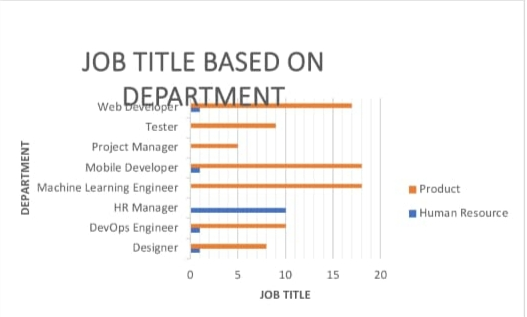 JOB TITLE BASED ON
DEPARTMENT
Web Developer
Tester
Project Manager
Mobile Developer
Machine Learning Engineer
HR Manager
DevOps Engineer
Designer
DEPARTMENT
0 5 10 15 20
JOB TITLE
Product
Human Resource